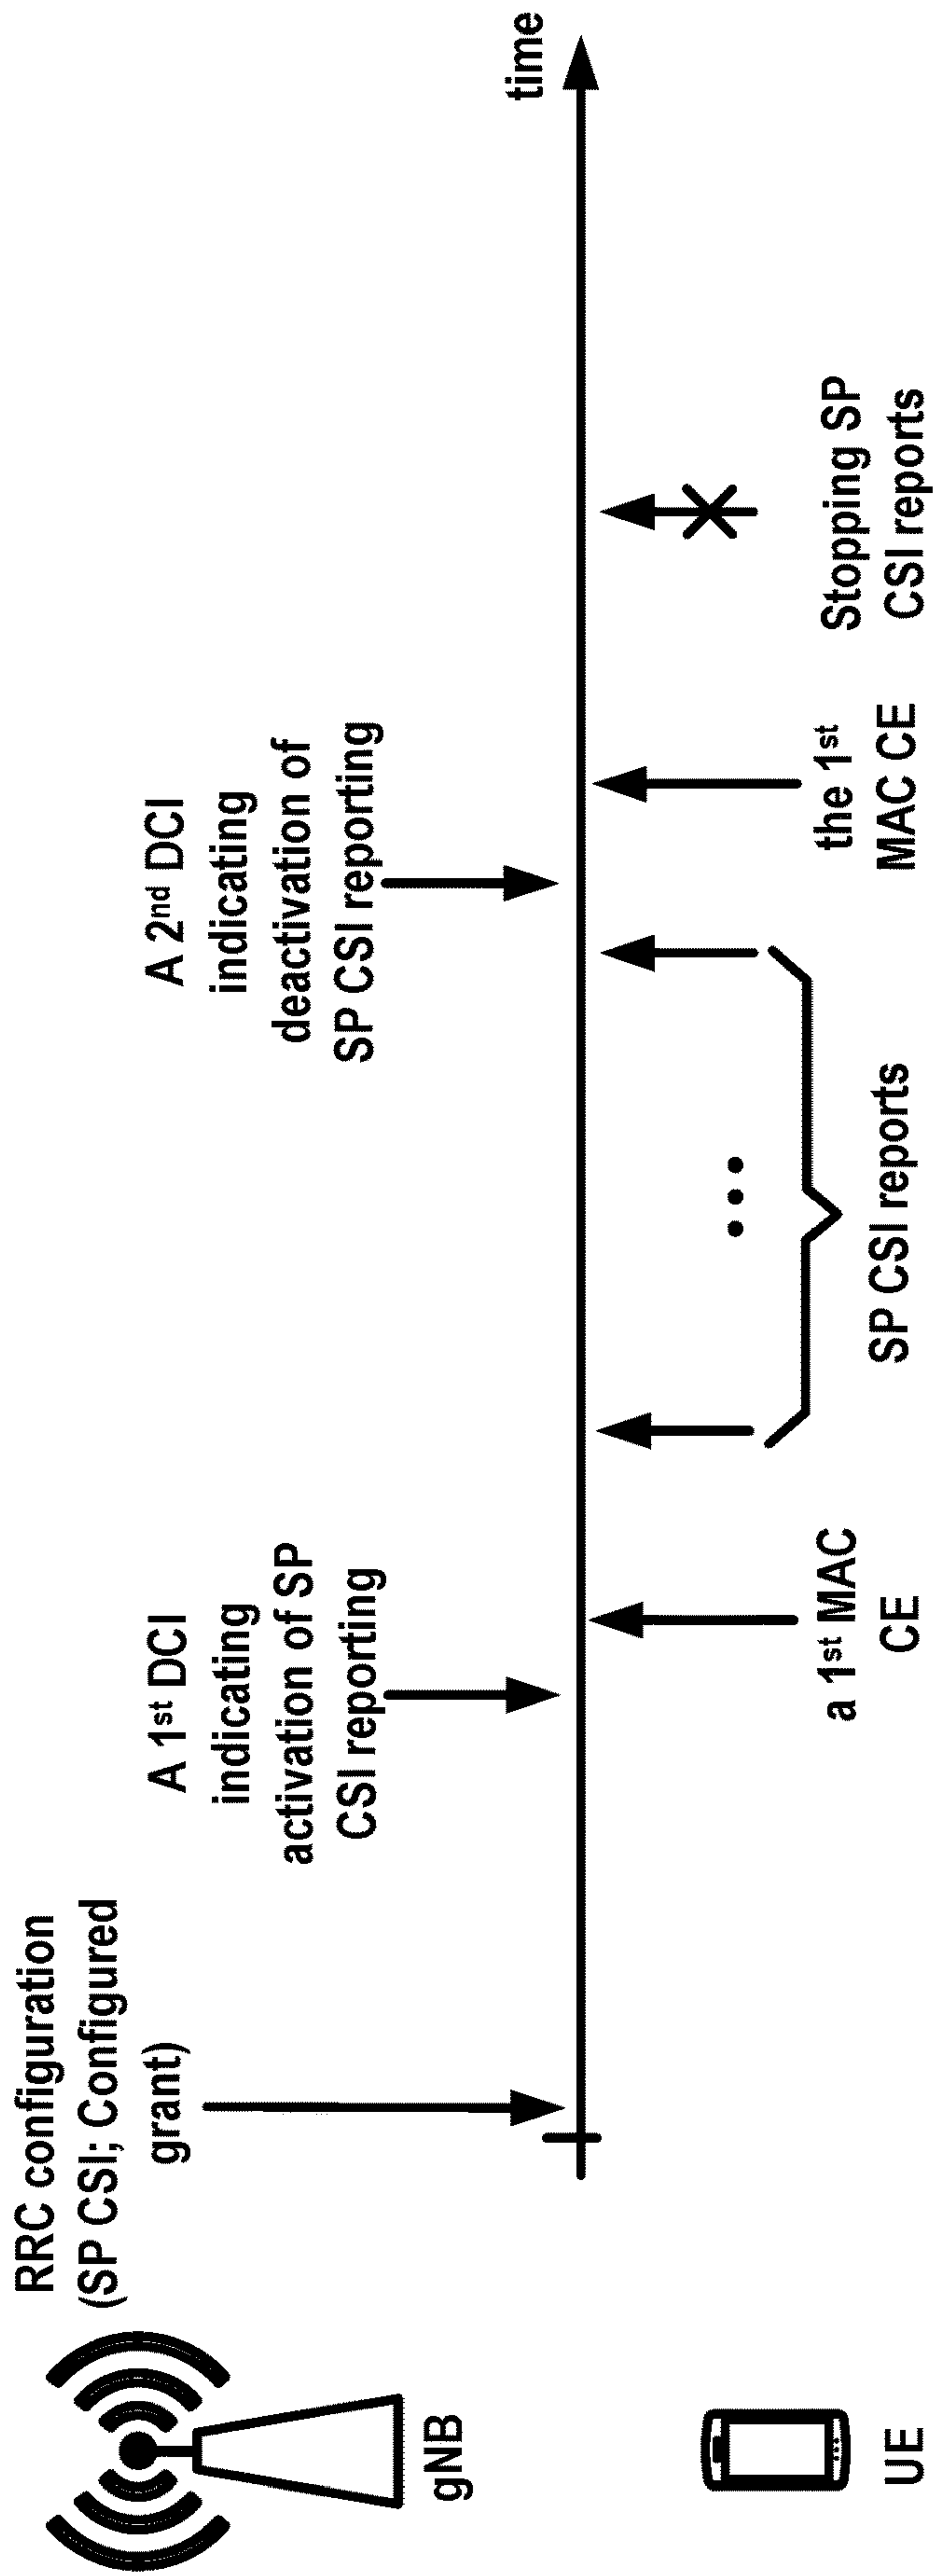 RRC configuration
(SP CSI; Configured
grant)
A 1st DCI
indicating
activation of SP
CSI reporting
A 2nd DCI
indicating
deactivation of
SP CSI reporting
time
gNB
UE
a 1st MAC
CE
SP CSI reports
the 1st
MAC CE
Stopping SP
CSI reports